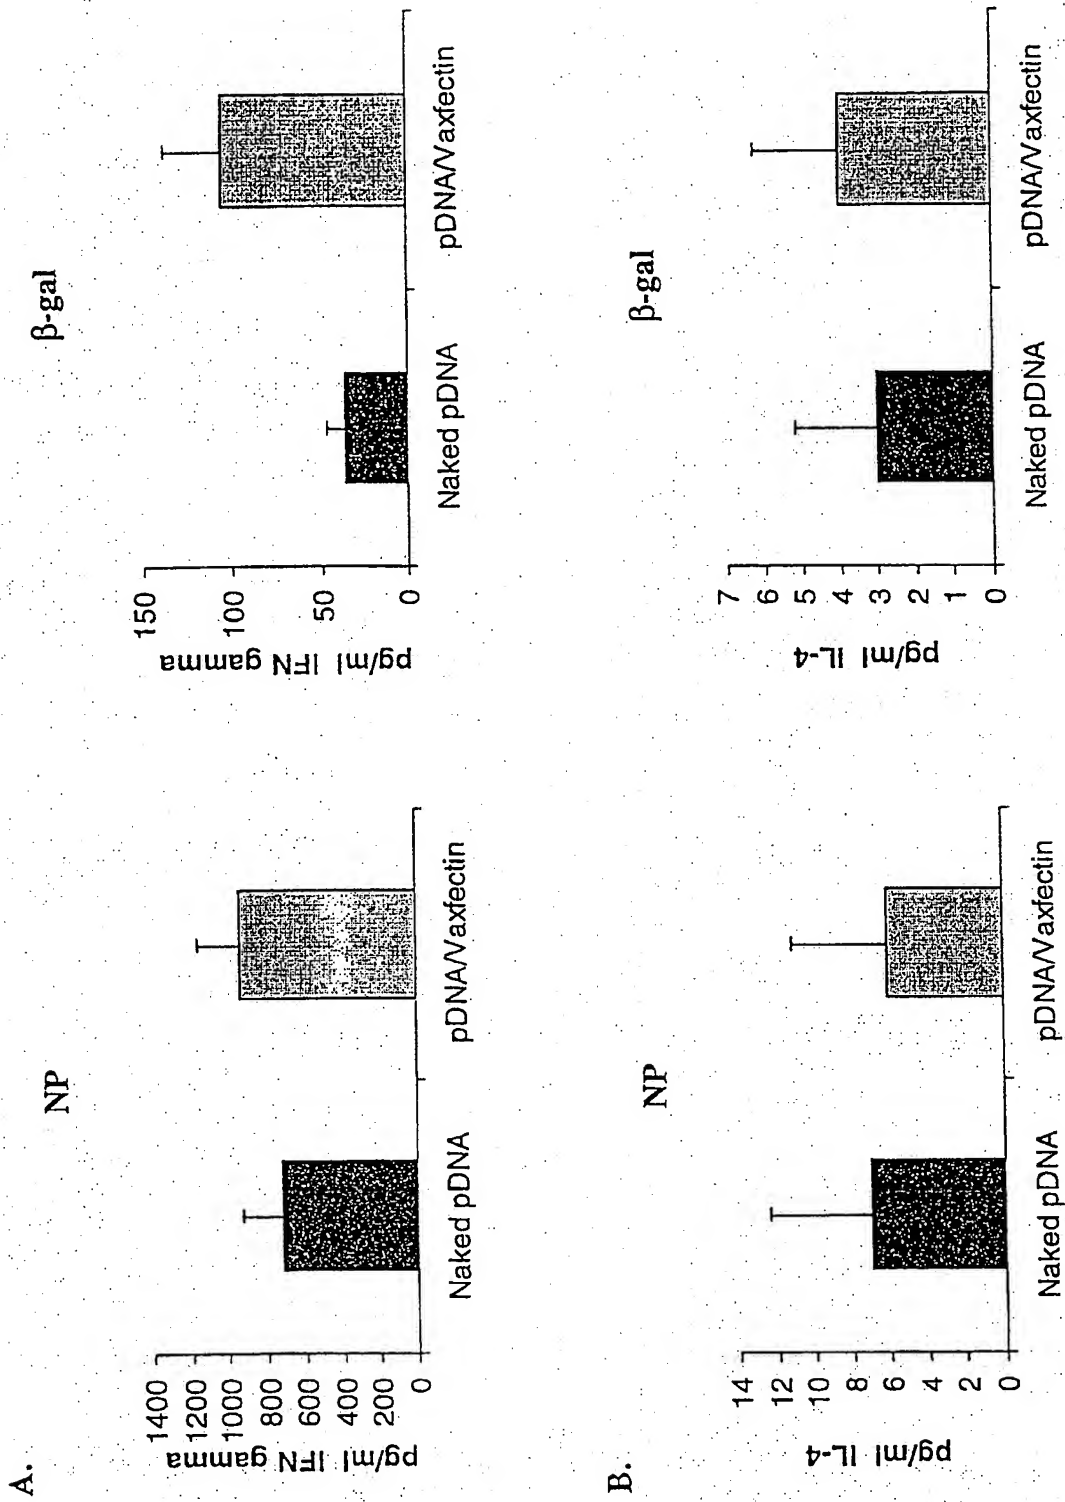 A.
NP
pg/ml IFN gamma
1400
1200
1000
800
600
400
200
0
Naked pDNA
pDNA/Vaxfectin
β-gal
pg/ml IFN gamma
150
100
50
0
Naked pDNA
pDNA/Vaxfectin
B.
NP
pg/ml IL-4
14
12
10
8
6
4
2
0
Naked pDNA
pDNA/Vaxfectin
β-gal
pg/ml IL-4
7
6
5
4
3
2
1
0
Naked pDNA
pDNA/Vaxfectin